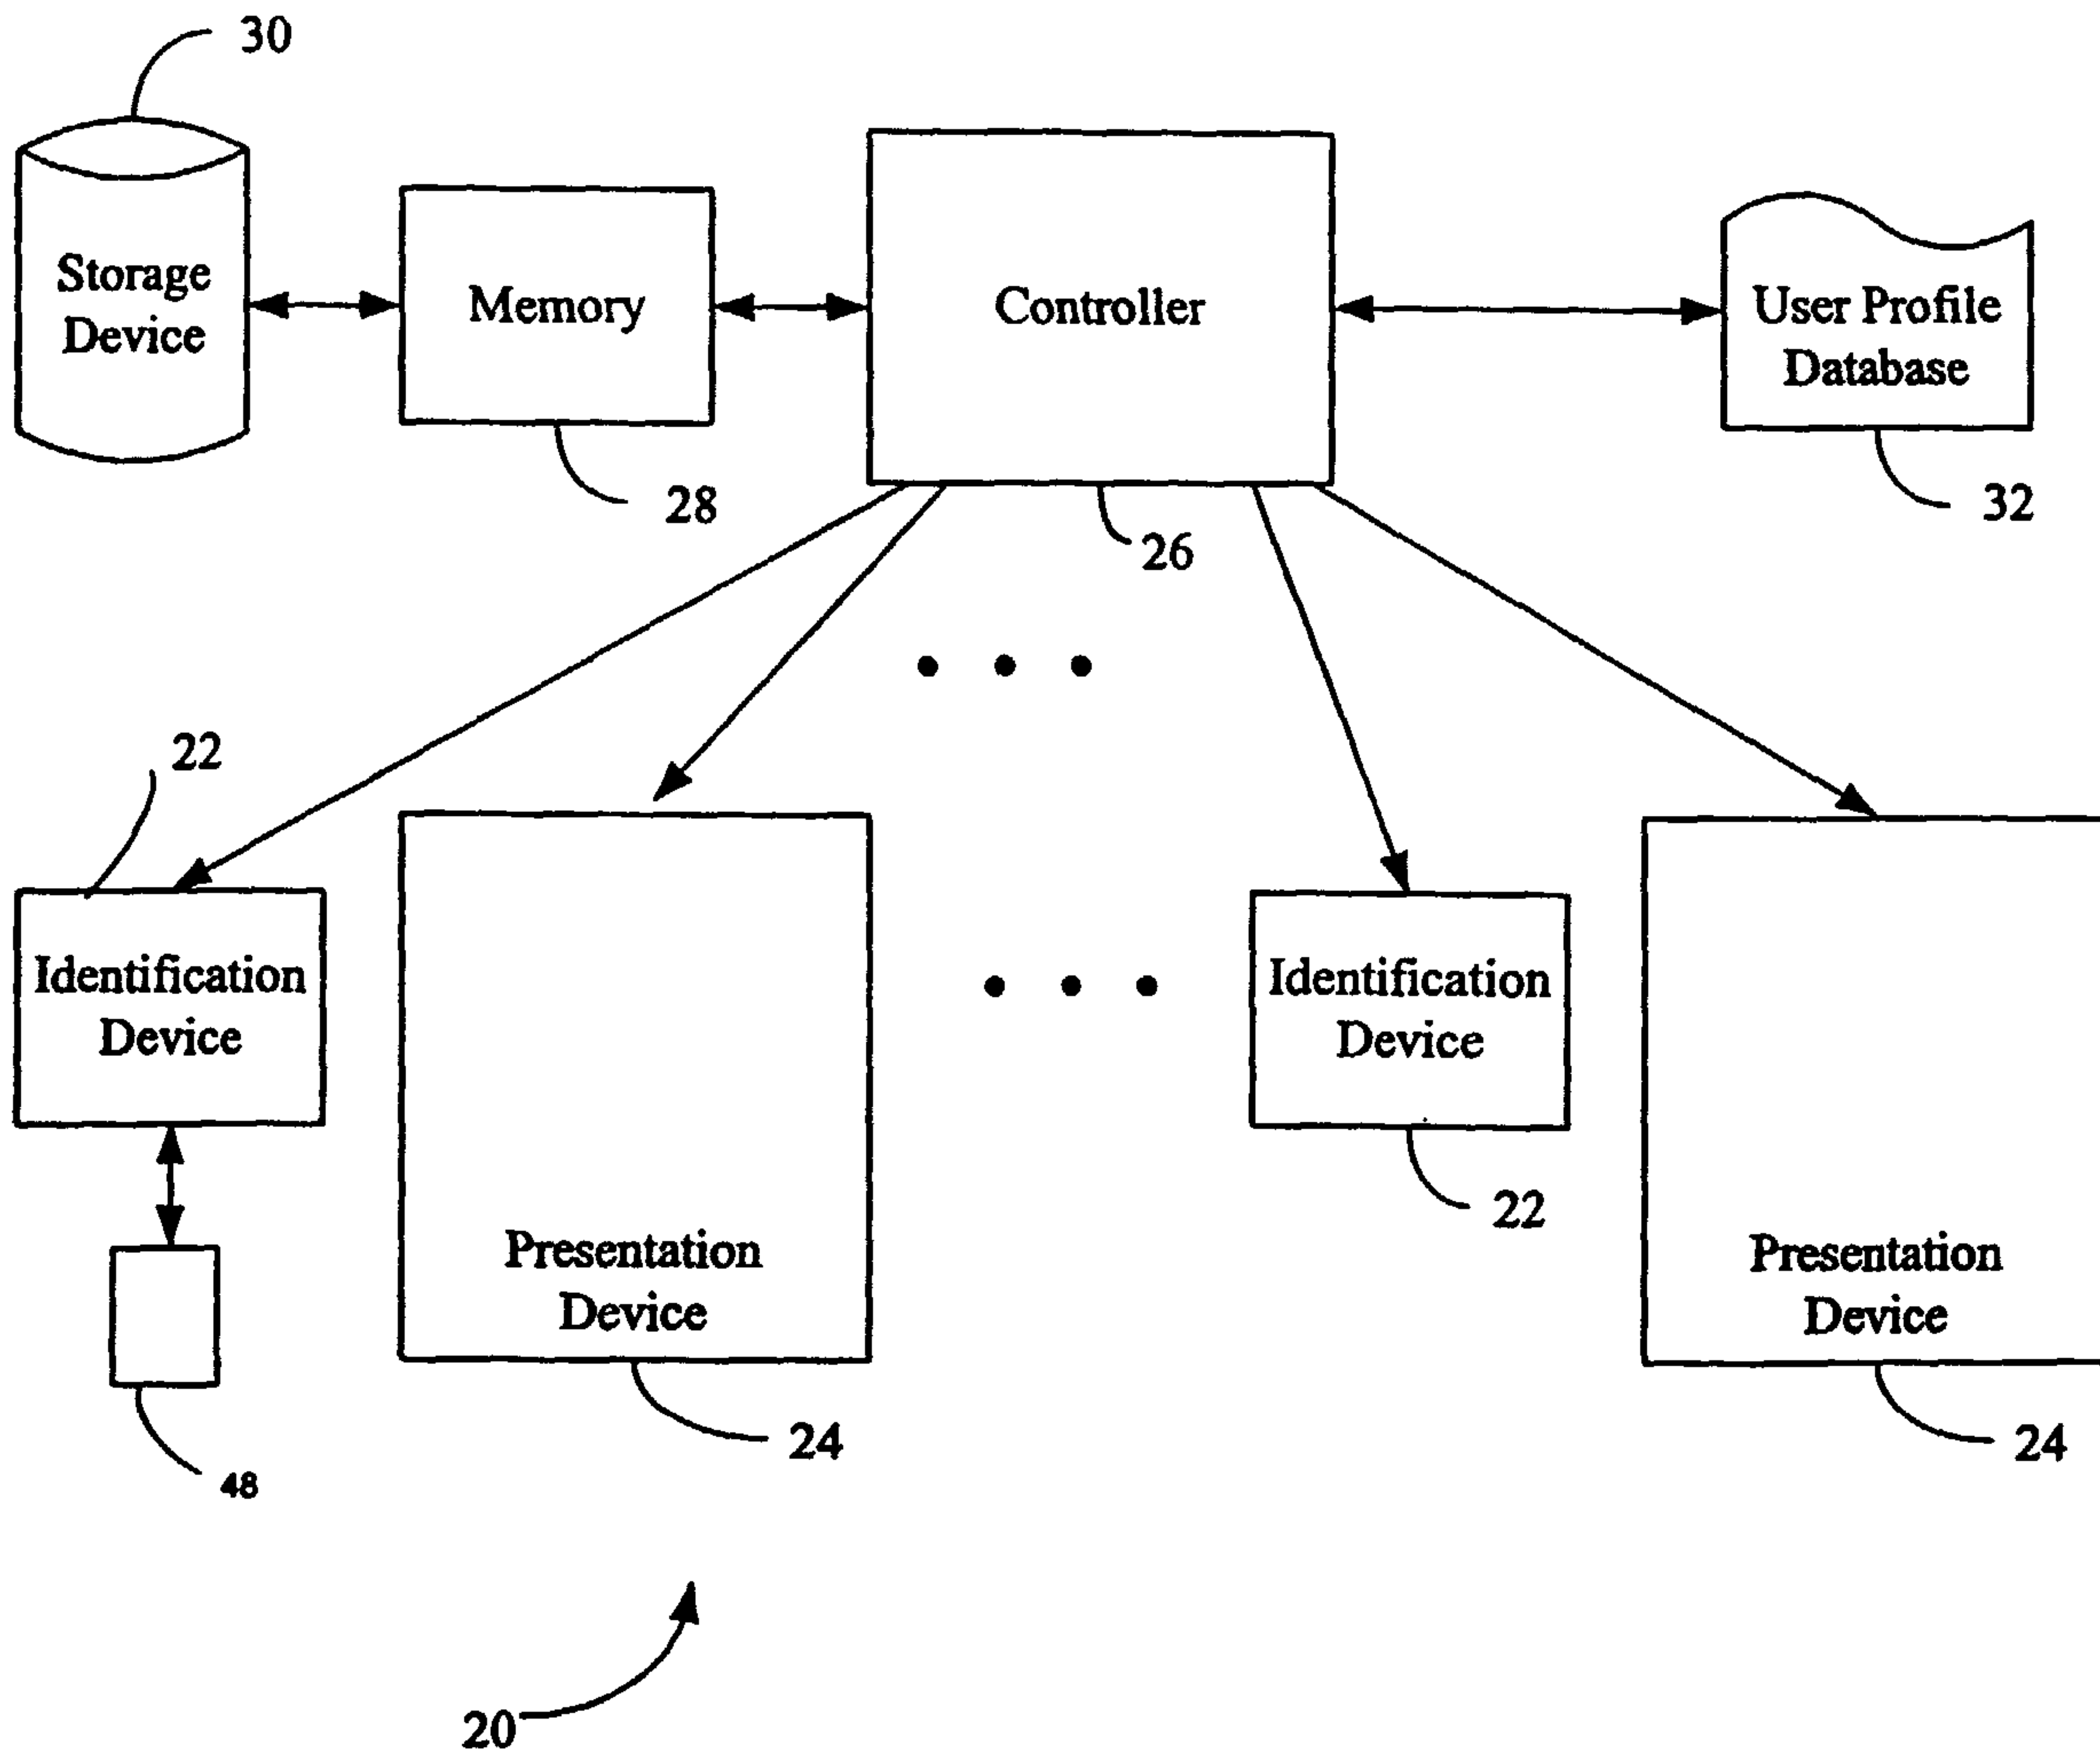 30
Storage
Device
Memory
Controller
User Profile
Database
28
26
32
22
Identification
Device
Presentation
Device
Identification
Device
22
Presentation
Device
24
24
48
20